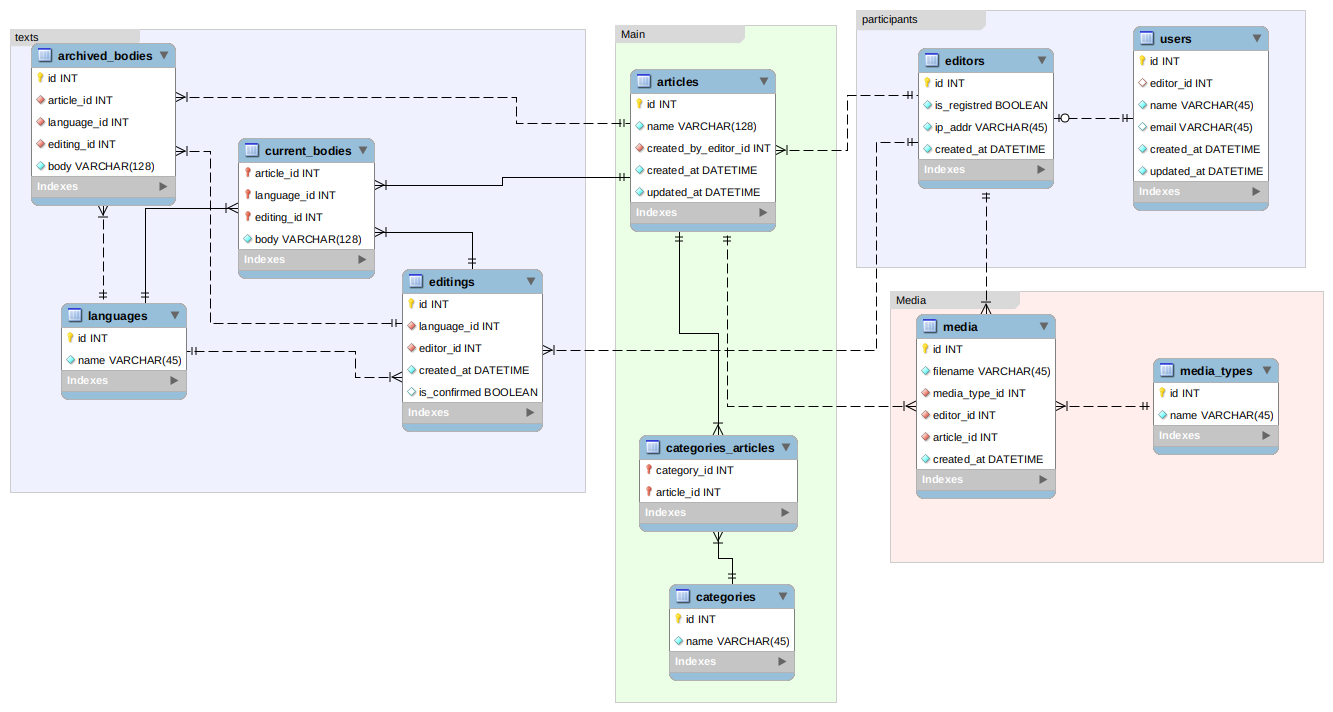 texts
archived_bodies
id INT
article_id INT
language_id INT
editing_id INT
body VARCHAR(128)
Indexes
current_bodies
article_id INT
language_id INT
editing_id INT
body VARCHAR(128)
Indexes
languages
id INT
name VARCHAR(45)
Indexes
editings
id INT
language_id INT
editor_id INT
created_at DATETIME
is_confirmed BOOLEAN
Indexes
Main
articles
id INT
name VARCHAR(128)
created_by_editor_id INT
created_at DATETIME
updated_at DATETIME
Indexes
categories_articles
category_id INT
article_id INT
Indexes
categories
id INT
name VARCHAR(45)
Indexes
participants
editors
id INT
is_registred BOOLEAN
ip_addr VARCHAR(45)
created_at DATETIME
Indexes
users
id INT
editor_id INT
name VARCHAR(45)
email VARCHAR(45)
created_at DATETIME
updated_at DATETIME
Indexes
Media
media
id INT
filename VARCHAR(45)
media_type_id INT
editor_id INT
article_id INT
created_at DATETIME
Indexes
media_types
id INT
name VARCHAR(45)
Indexes